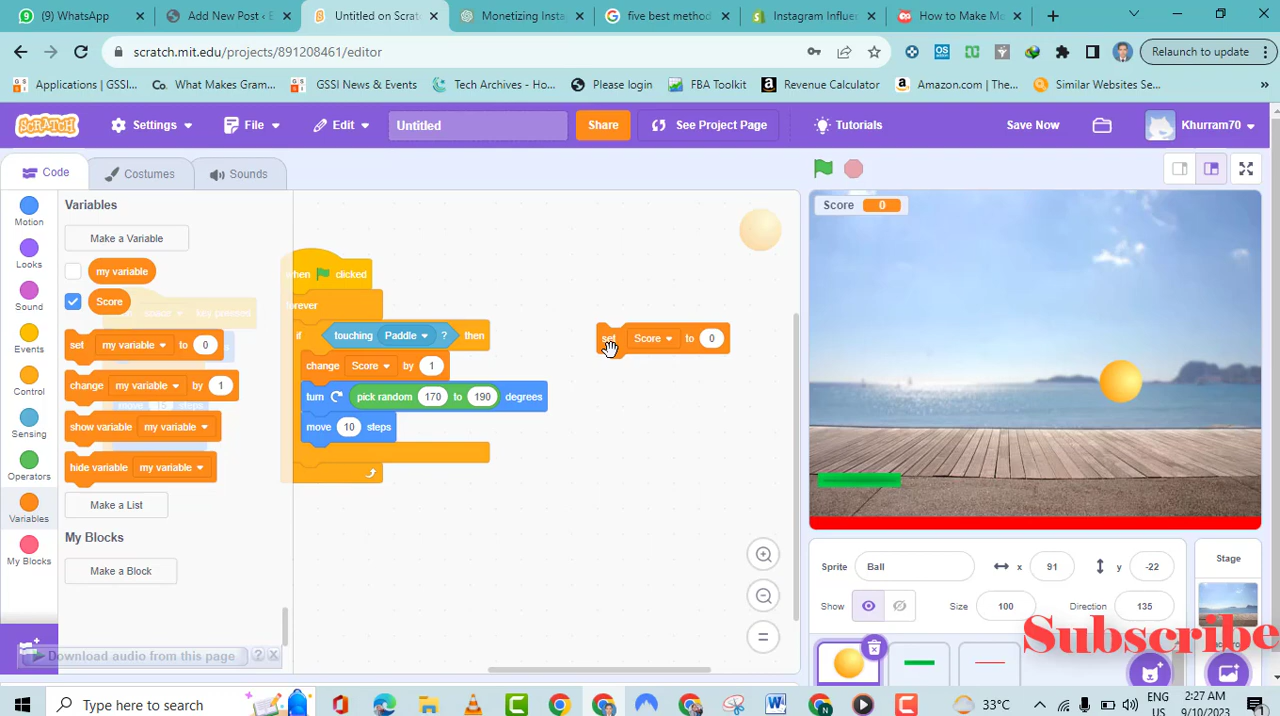 WhatsApp
Add New Post ‹ E
Untitled on Scratc
Monetizing Insta
five best method
Instagram Influer
How to Make Mo
scratch.mit.edu/projects/891208461/editor
Relaunch to update
Applications | GSSI...
Co. What Makes Gram...
GSSI News & Events
Tech Archives - Ho...
Please login
FBA Toolkit
Revenue Calculator
Amazon.com (The...
Similar Websites Se...
SCRATCH
Settings
File
Edit
Untitled
Share
See Project Page
Tutorials
Save Now
Khurram70
Code
Costumes
Sounds
Motion
Looks
Sound
Events
Control
Sensing
Operators
Variables
My Blocks
Variables
Make a Variable
my variable
Score
set my variable to 0
change my variable by 1
show variable my variable
hide variable my variable
Make a List
My Blocks
Make a Block
when clicked
forever
if touching Paddle ? then
change Score by 1
turn pick random 170 to 190 degrees
move 10 steps
set Score to 0
Score 0
Sprite Ball x 91 y -22
Show Size 100 Direction 135
Stage
Subscribe
Download audio from this page ? x
Type here to search
33°C
ENG
US
2:27 AM
9/10/2023